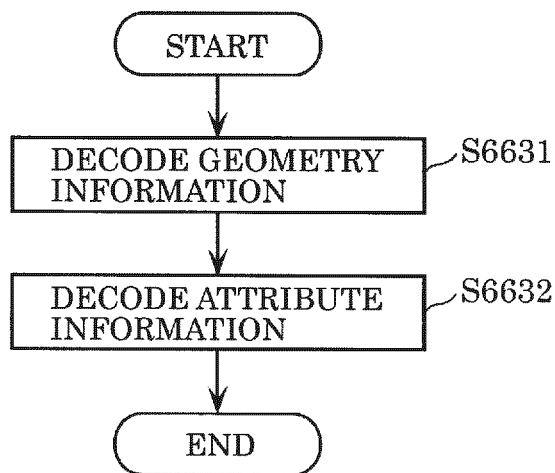 START
DECODE GEOMETRY
INFORMATION
S6631
DECODE ATTRIBUTE
INFORMATION
S6632
END